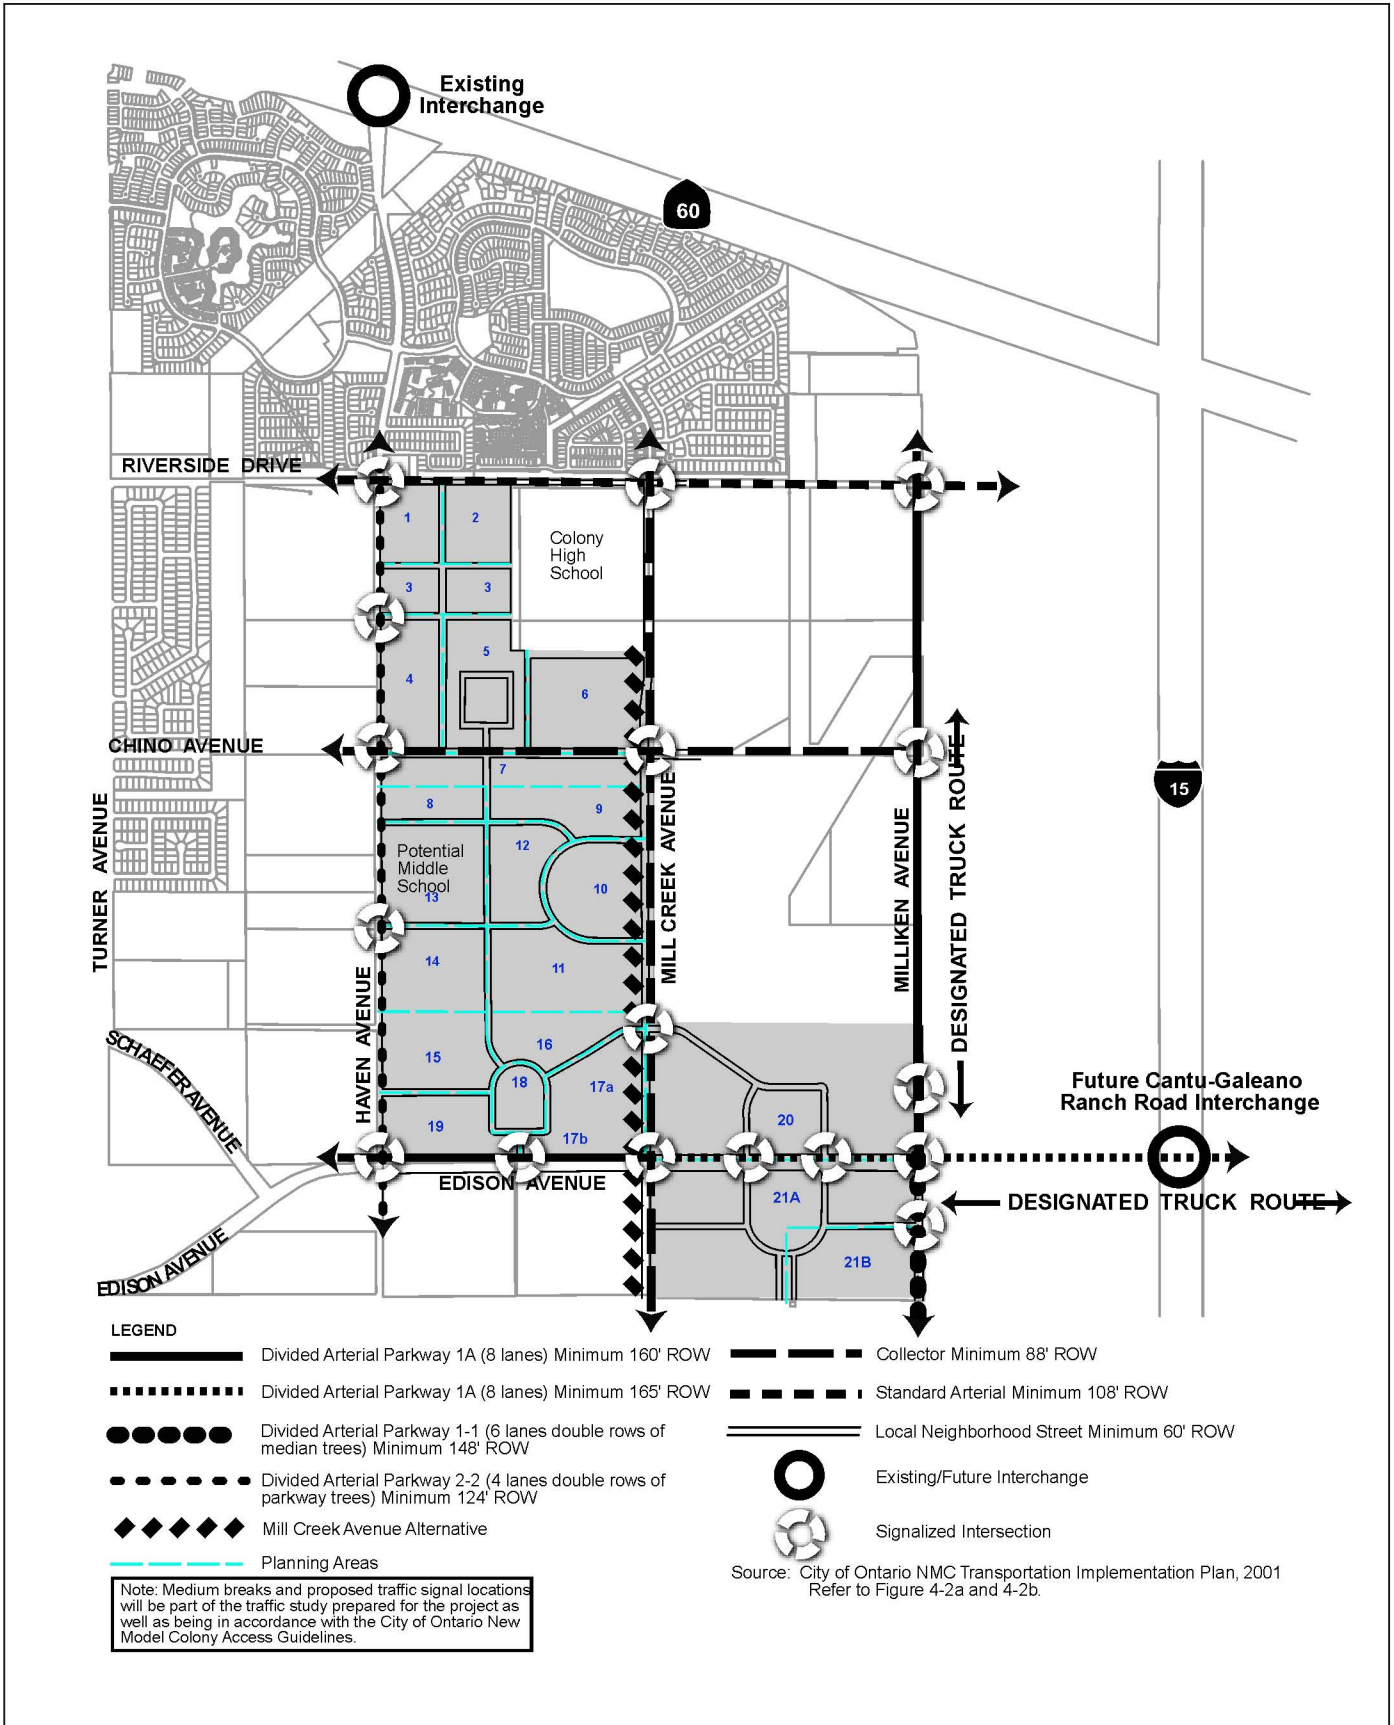 Existing
Interchange
60
RIVERSIDE DRIVE
1
2
Colony
High
School
3
3
5
4
6
CHINO AVENUE
7
15
8
9
TURNER AVENUE
MILL CREEK AVENUE
MILLIKEN AVENUE
DESIGNATED TRUCK ROUTE
12
Potential
Middle
School
13
10
14
11
HAVEN AVENUE
SCHAEFER AVENUE
15
16
18
17a
Future Cantu-Galeano
Ranch Road Interchange
19
17b
20
EDISON AVENUE
21A
DESIGNATED TRUCK ROUTE
EDISON AVENUE
21B
LEGEND
Divided Arterial Parkway 1A (8 lanes) Minimum 160' ROW
Divided Arterial Parkway 1A (8 lanes) Minimum 165' ROW
Divided Arterial Parkway 1-1 (6 lanes double rows of
median trees) Minimum 148' ROW
Divided Arterial Parkway 2-2 (4 lanes double rows of
parkway trees) Minimum 124' ROW
Mill Creek Avenue Alternative
Planning Areas
Collector Minimum 88' ROW
Standard Arterial Minimum 108' ROW
Local Neighborhood Street Minimum 60' ROW
Existing/Future Interchange
Signalized Intersection
Source: City of Ontario NMC Transportation Implementation Plan, 2001
Refer to Figure 4-2a and 4-2b.
Note: Medium breaks and proposed traffic signal locations
will be part of the traffic study prepared for the project as
well as being in accordance with the City of Ontario New
Model Colony Access Guidelines.